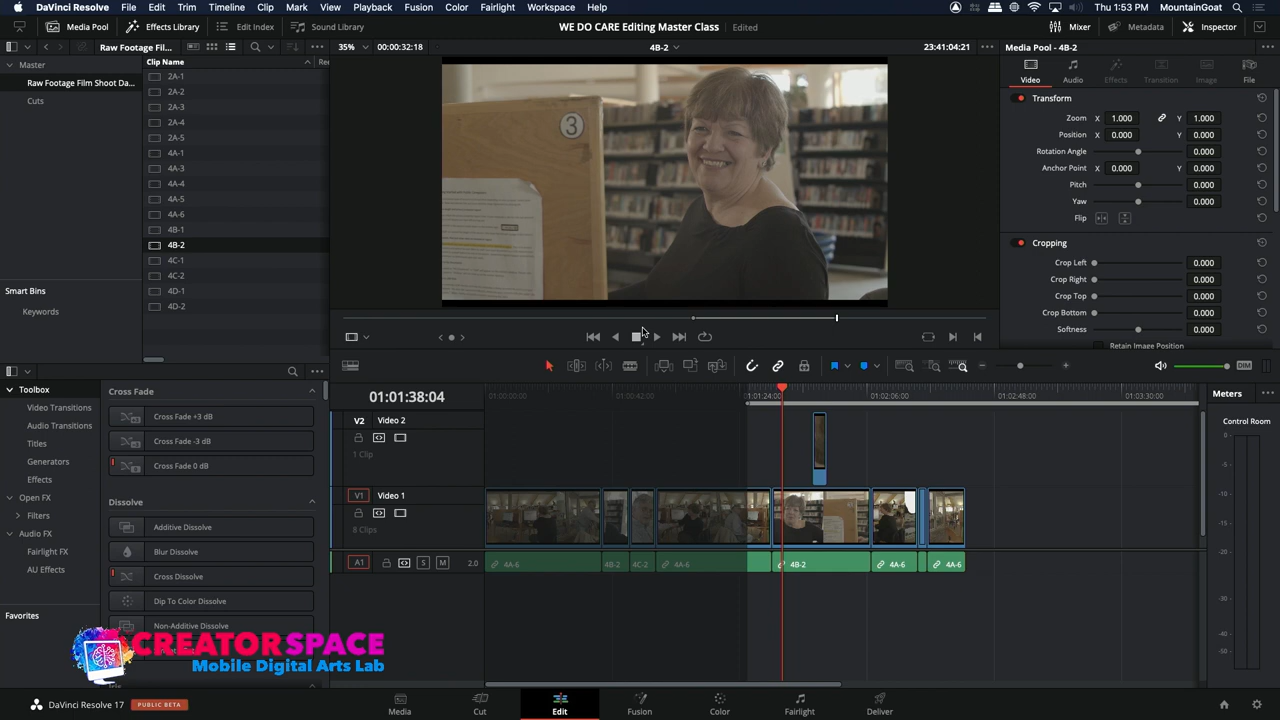 DaVinci Resolve File Edit Trim Timeline Clip Mark View Playback Fusion Color Fairlight Workspace Help Thu 1:53 PM MountainGoat
Media Pool Effects Library Edit Index Sound Library WE DO CARE Editing Master Class Edited Mixer Metadata Inspector
Raw Footage Fil... 35% 00:00:32:18 4B-2 23:41:04:21 Media Pool - 4B-2
Master
Raw Footage Film Shoot Da...
Cuts
Smart Bins
Keywords
Clip Name Ree
2A-1
2A-2
2A-3
2A-4
2A-5
4A-1
4A-3
4A-4
4A-5
4A-6
4B-1
4B-2
4C-1
4C-2
4D-1
4D-2
3
Video Audio Effects Transition Image File
Transform
Zoom X 1.000 Y 1.000
Position X 0.000 Y 0.000
Rotation Angle 0.000
Anchor Point X 0.000 Y 0.000
Pitch 0.000
Yaw 0.000
Flip
Cropping
Crop Left 0.000
Crop Right 0.000
Crop Top 0.000
Crop Bottom 0.000
Softness 0.000
Retain Image Position
DIM
Toolbox
Video Transitions
Audio Transitions
Titles
Generators
Effects
Open FX
Filters
Audio FX
Fairlight FX
AU Effects
Favorites
Cross Fade
Cross Fade +3 dB
Cross Fade -3 dB
Cross Fade 0 dB
Dissolve
Additive Dissolve
Blur Dissolve
Cross Dissolve
Dip To Color Dissolve
Non-Additive Dissolve
01:01:38:04
01:00:00:00 01:00:42:00 01:01:24:00 01:02:06:00 01:02:48:00 01:03:30:00
V2 Video 2
1 Clip
V1 Video 1
8 Clips
A1 S M 2.0
4A-6 4B-2 4C-2 4A-6 4B-2 4A-6 4A-6
Meters
Control Room
-5
-10
-15
-20
-30
-40
-50
CREATORSPACE
Mobile Digital Arts Lab
DaVinci Resolve 17 PUBLIC BETA
Media Cut Edit Fusion Color Fairlight Deliver